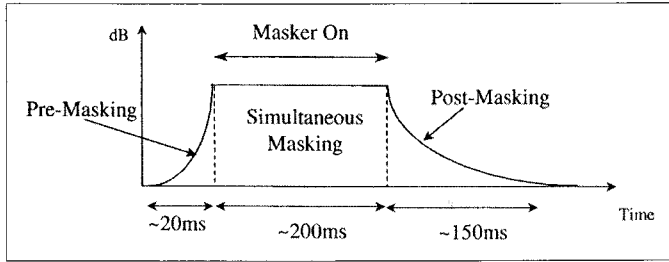 dB
Masker On
Pre-Masking
Simultaneous
Masking
Post-Masking
Time
~20ms
~200ms
~150ms